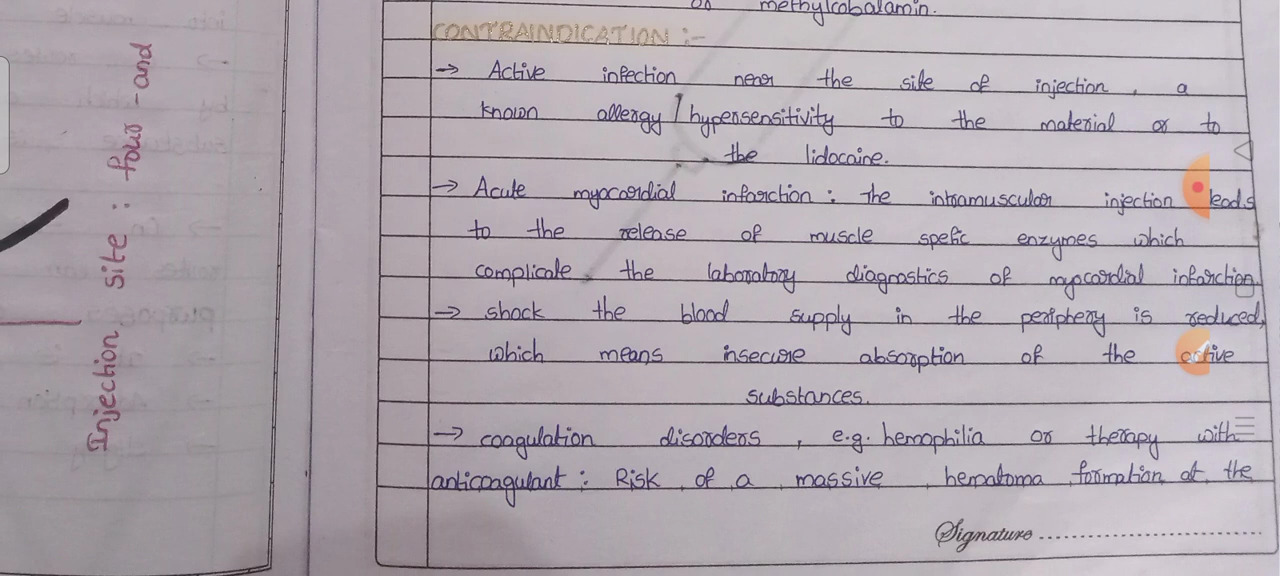 Injection site : four - and
of methylcobalamin.
CONTRAINDICATION :-
→ Active infection near the site of injection, a
known allergy / hypersensitivity to the material or to
the lidocaine.
→ Acute myocardial infarction : the intramuscular injection leads
to the release of muscle spefic enzymes which
complicate the laboratory diagnostics of myocardial infarction.
→ shock the blood supply in the periphery is reduced,
which means insecure absorption of the active
substances.
→ coagulation disorders, e.g. hemophilia or therapy with
anticoagulant : Risk of a massive hematoma formation at the
Signature